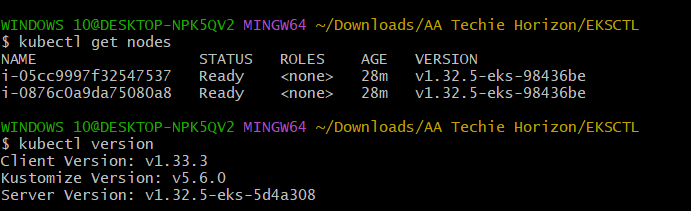 WINDOWS 10@DESKTOP-NPK5QV2 MINGW64 ~/Downloads/AA Techie Horizon/EKSCTL
$ kubectl get nodes
NAME STATUS ROLES AGE VERSION
i-05cc9997f32547537 Ready <none> 28m v1.32.5-eks-98436be
i-0876c0a9da75080a8 Ready <none> 28m v1.32.5-eks-98436be
WINDOWS 10@DESKTOP-NPK5QV2 MINGW64 ~/Downloads/AA Techie Horizon/EKSCTL
$ kubectl version
Client Version: v1.33.3
Kustomize Version: v5.6.0
Server Version: v1.32.5-eks-5d4a308